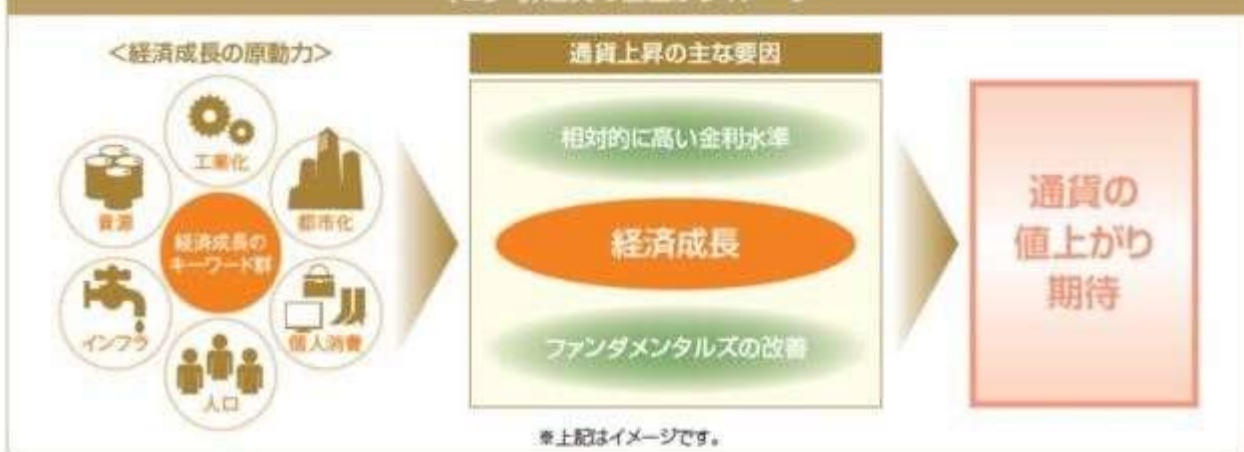 <経済成長の原動力>
工業化
資源
都市化
経済成長の
キーワード群
インフラ
個人消費
人口
通貨上昇の主な要因
相対的に高い金利水準
経済成長
ファンダメンタルズの改善
通貨の
値上がり
期待
※上記はイメージです。